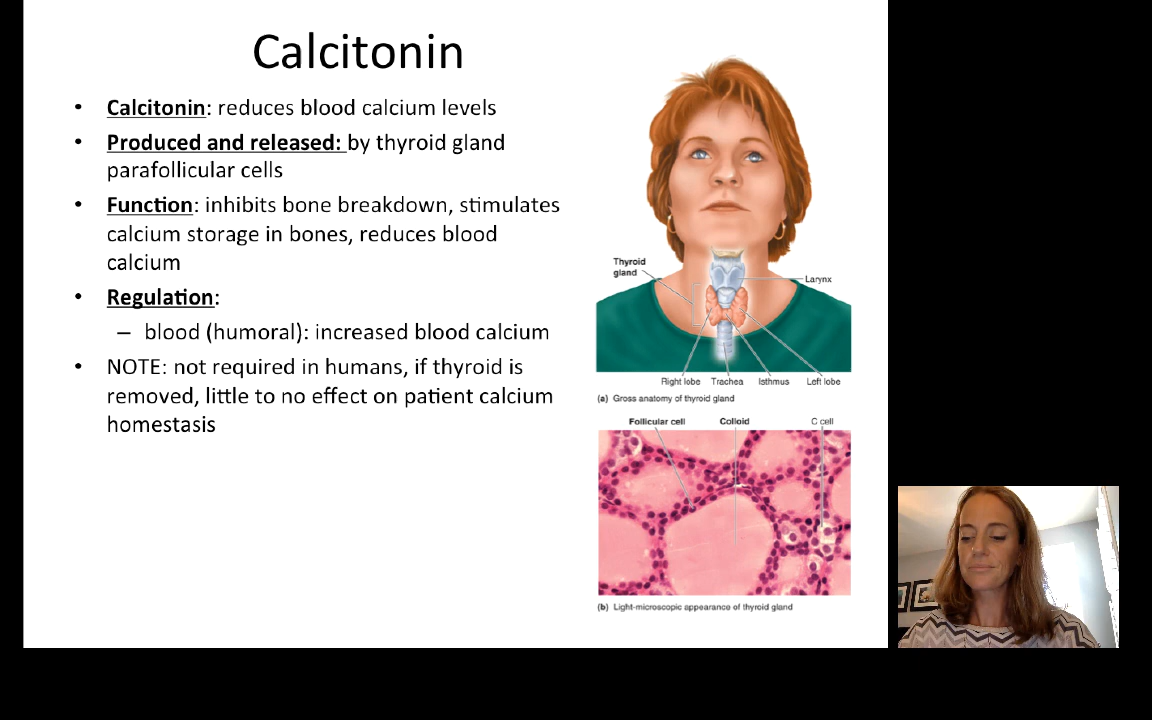 Calcitonin
• Calcitonin: reduces blood calcium levels
• Produced and released: by thyroid gland
parafollicular cells
• Function: inhibits bone breakdown, stimulates
calcium storage in bones, reduces blood
calcium
• Regulation:
– blood (humoral): increased blood calcium
• NOTE: not required in humans, if thyroid is
removed, little to no effect on patient calcium
homestasis
Thyroid
gland
Larynx
Right lobe Trachea Isthmus Left lobe
(a) Gross anatomy of thyroid gland
Follicular cell Colloid C cell
(b) Light-microscopic appearance of thyroid gland